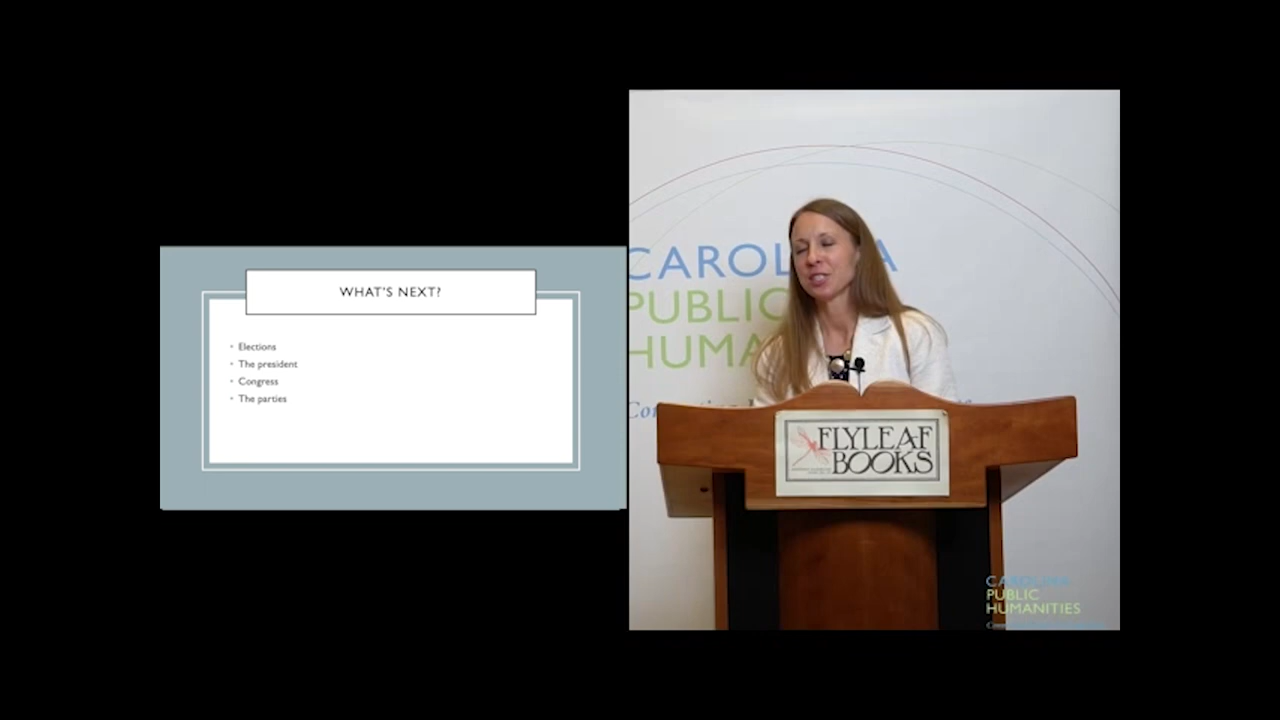 WHAT'S NEXT?
• Elections
• The president
• Congress
• The parties
CAROL A
PUBLIC
HUMA
FLYLEAF
BOOKS
CAROLINA
PUBLIC
HUMANITIES